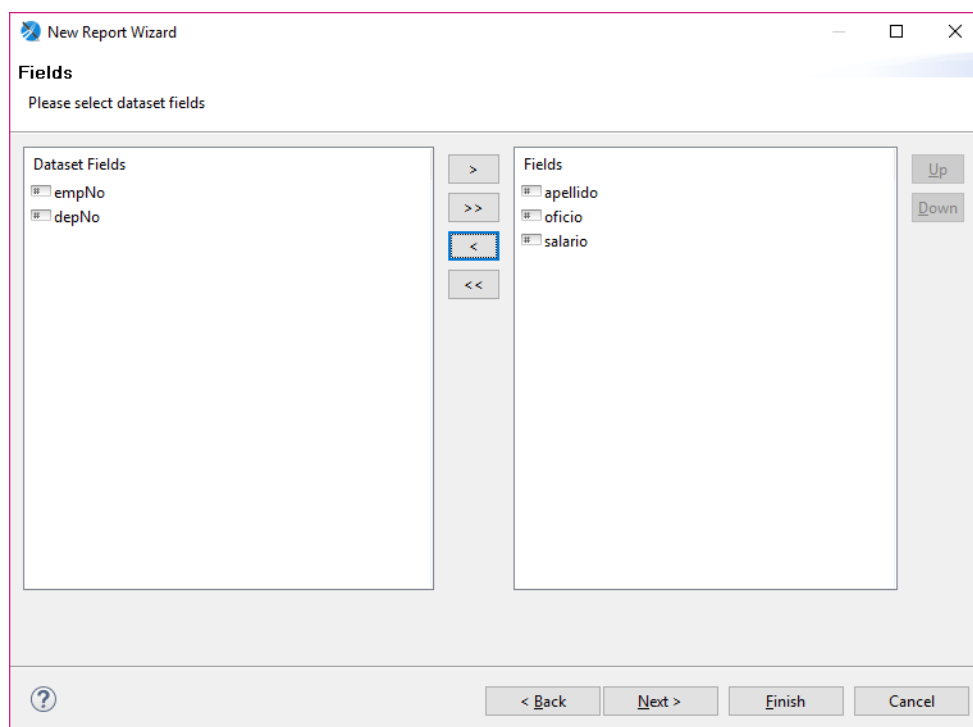 New Report Wizard
Fields
Please select dataset fields
Dataset Fields
empNo
depNo
>
>>
<
<<
Fields
apellido
oficio
salario
Up
Down
?
< Back
Next >
Finish
Cancel